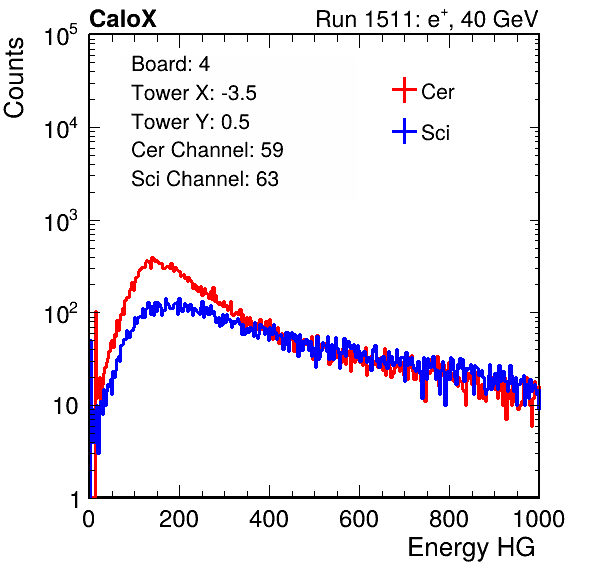 CaloX Run 1511: e⁺, 40 GeV
Counts
Board: 4
Tower X: -3.5
Tower Y: 0.5
Cer Channel: 59
Sci Channel: 63
Cer
Sci
10⁵
10⁴
10³
10²
10
1
0 200 400 600 800 1000
Energy HG